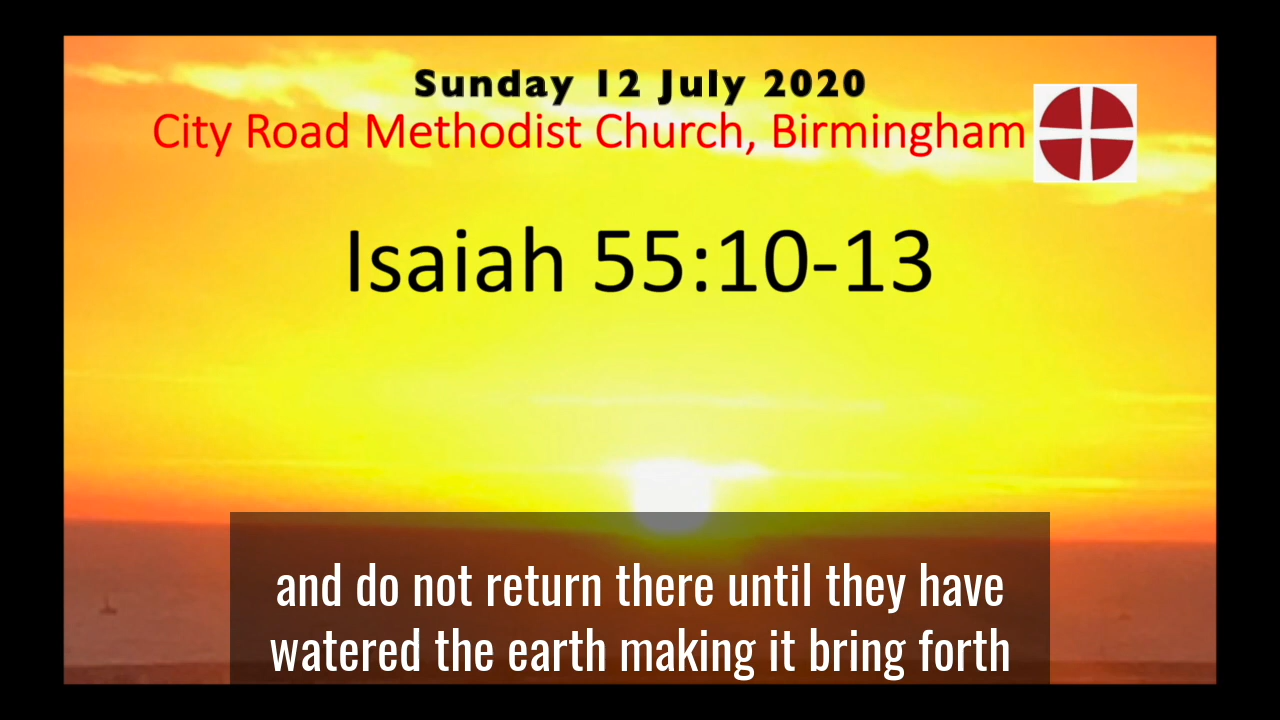 Sunday 12 July 2020
City Road Methodist Church, Birmingham
Isaiah 55:10-13
and do not return there until they have
watered the earth making it bring forth